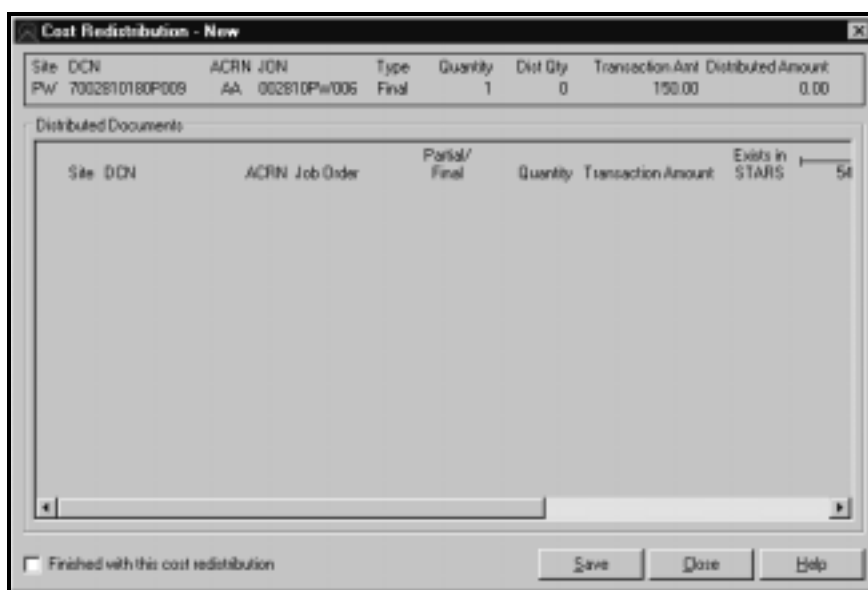 Cost Redistribution - New
Site DCN ACRN JON Type Quantity Dist Qty Transaction Amt Distributed Amount
PW 7002810180P009 AA 002810PW006 Final 1 0 150.00 0.00
Distributed Documents
Partial/ Exists in
Site DCN ACRN Job Order Final Quantity Transaction Amount STARS 54
Finished with this cost redistribution Save Close Help